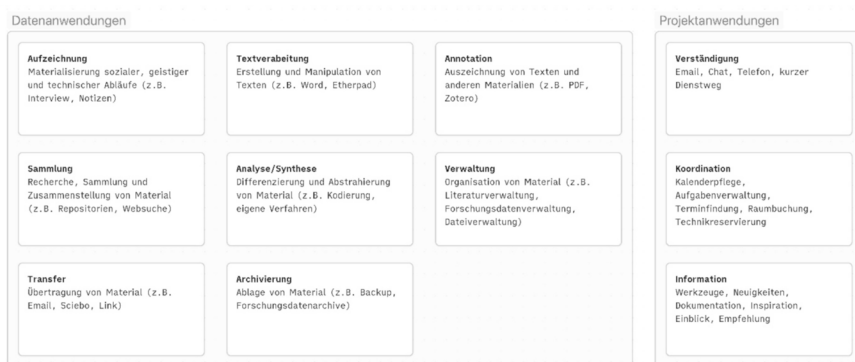 Datenanwendungen
Aufzeichnung
Materialisierung sozialer, geistiger
und technischer Abläufe (z.B.
Interview, Notizen)
Textverabeitung
Erstellung und Manipulation von
Texten (z.B. Word, Etherpad)
Annotation
Auszeichnung von Texten und
anderen Materialien (z.B. PDF,
Zotero)
Sammlung
Recherche, Sammlung und
Zusammenstellung von Material
(z.B. Repositorien, Websuche)
Analyse/Synthese
Differenzierung und Abstrahierung
von Material (z.B. Kodierung,
eigene Verfahren)
Verwaltung
Organisation von Material (z.B.
Literaturverwaltung,
Forschungsdatenverwaltung,
Dateiverwaltung)
Transfer
Übertragung von Material (z.B.
Email, Sciebo, Link)
Archivierung
Ablage von Material (z.B. Backup,
Forschungsdatenarchive)
Projektanwendungen
Verständigung
Email, Chat, Telefon, kurzer
Dienstweg
Koordination
Kalenderpflege,
Aufgabenverwaltung,
Terminfindung, Raumbuchung,
Technikreservierung
Information
Werkzeuge, Neuigkeiten,
Dokumentation, Inspiration,
Einblick, Empfehlung